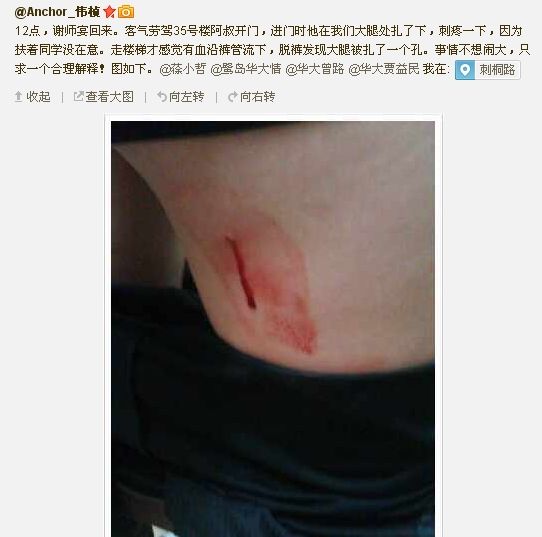 @Anchor_伟桢
12点，谢师宴回来。客气劳驾35号楼阿叔开门，进门时他在我们大腿处扎了下，刺疼一下，因为
扶着同学没在意。走楼梯才感觉有血沿裤管流下，脱裤发现大腿被扎了一个孔。事情不想闹大，只
求一个合理解释！图如下。@蕗小哲 @鹭岛华大情 @华大曾路 @华大贾益民 我在: 刺桐路
收起 | 查看大图 | 向左转 | 向右转